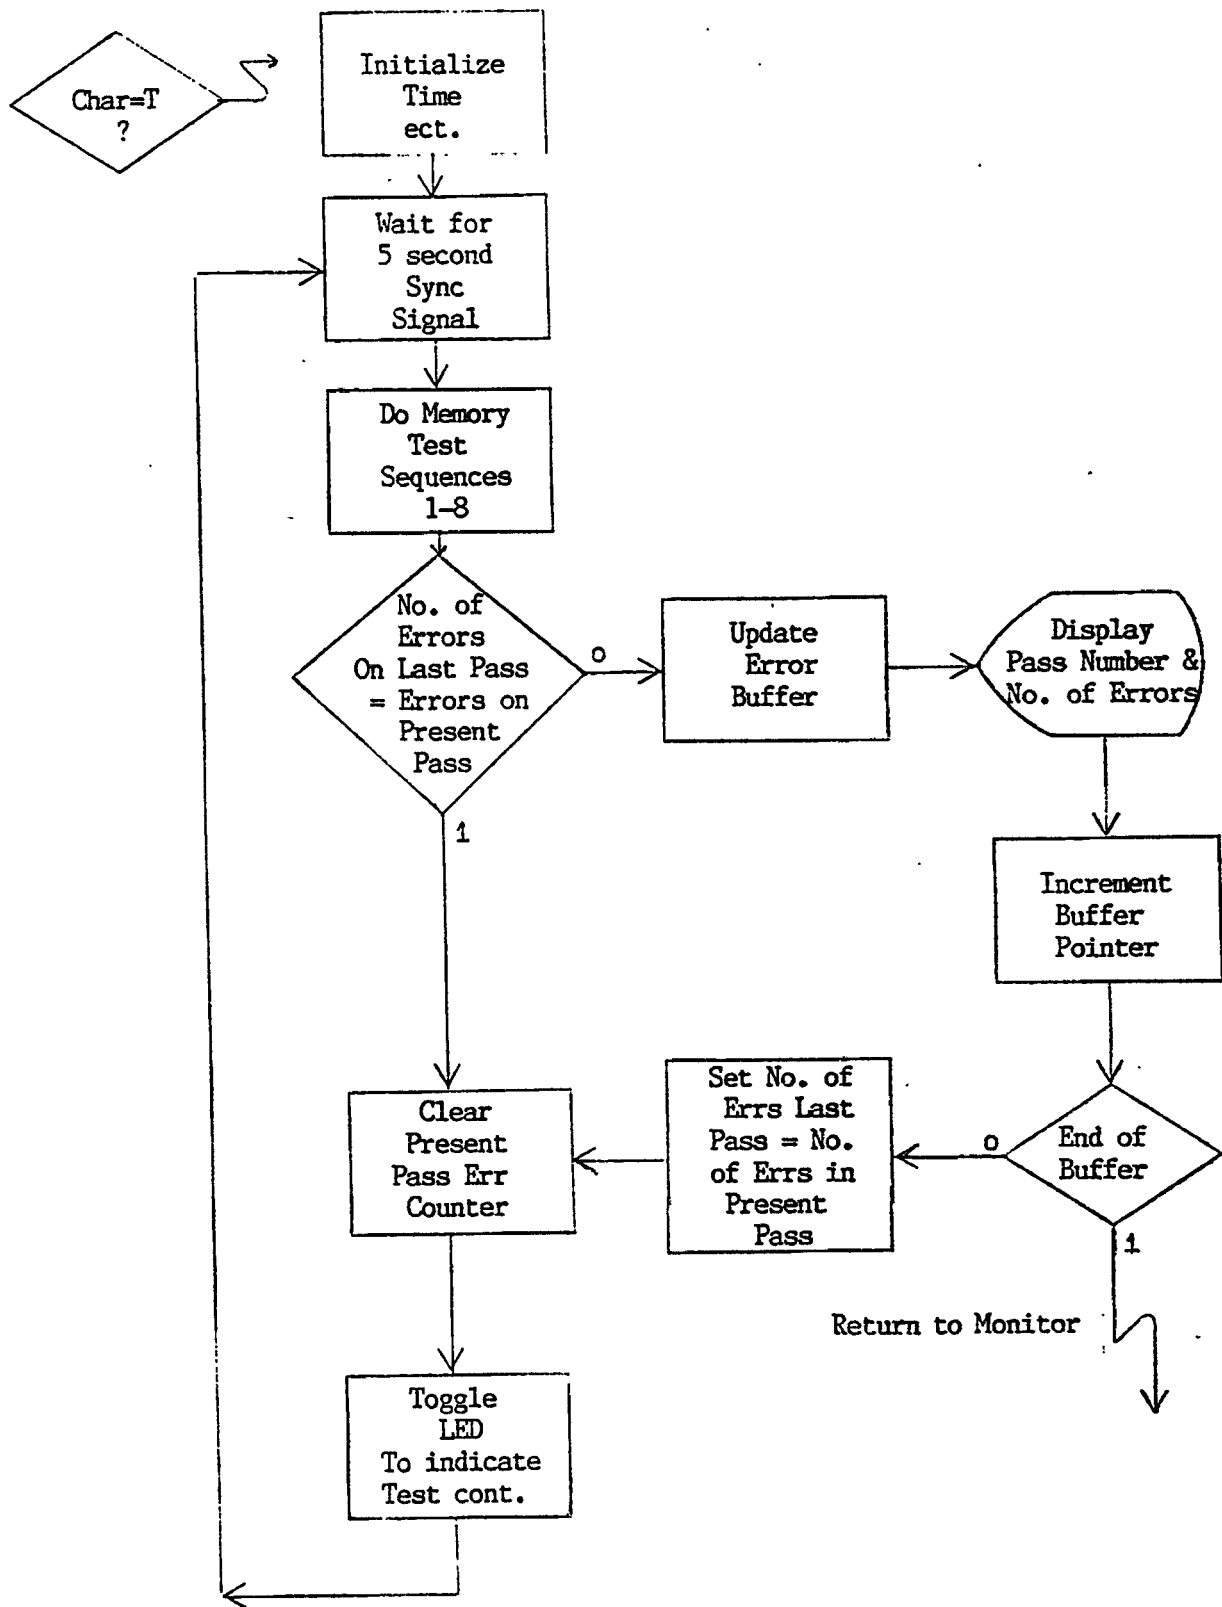 Char=T
?
Initialize
Time
ect.
Wait for
5 second
Sync
Signal
Do Memory
Test
Sequences
1-8
No. of
Errors
On Last Pass
= Errors on
Present
Pass
0
1
Update
Error
Buffer
Display
Pass Number &
No. of Errors
Increment
Buffer
Pointer
End of
Buffer
0
1
Return to Monitor
Set No. of
Errs Last
Pass = No.
of Errs in
Present
Pass
Clear
Present
Pass Err
Counter
Toggle
LED
To indicate
Test cont.